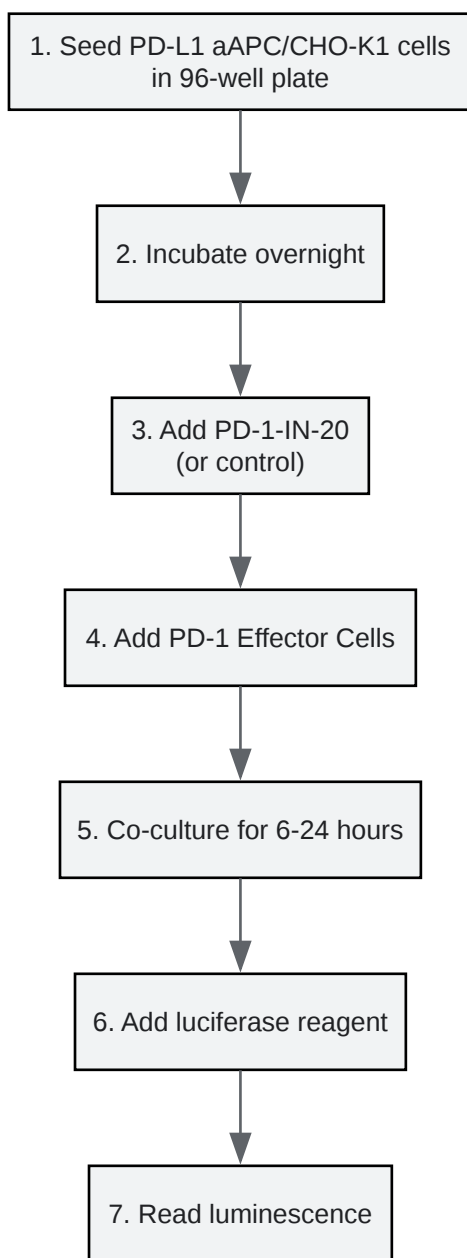 1. Seed PD-L1 aAPC/CHO-K1 cells
in 96-well plate
2. Incubate overnight
3. Add PD-1-IN-20
(or control)
4. Add PD-1 Effector Cells
5. Co-culture for 6-24 hours
6. Add luciferase reagent
7. Read luminescence